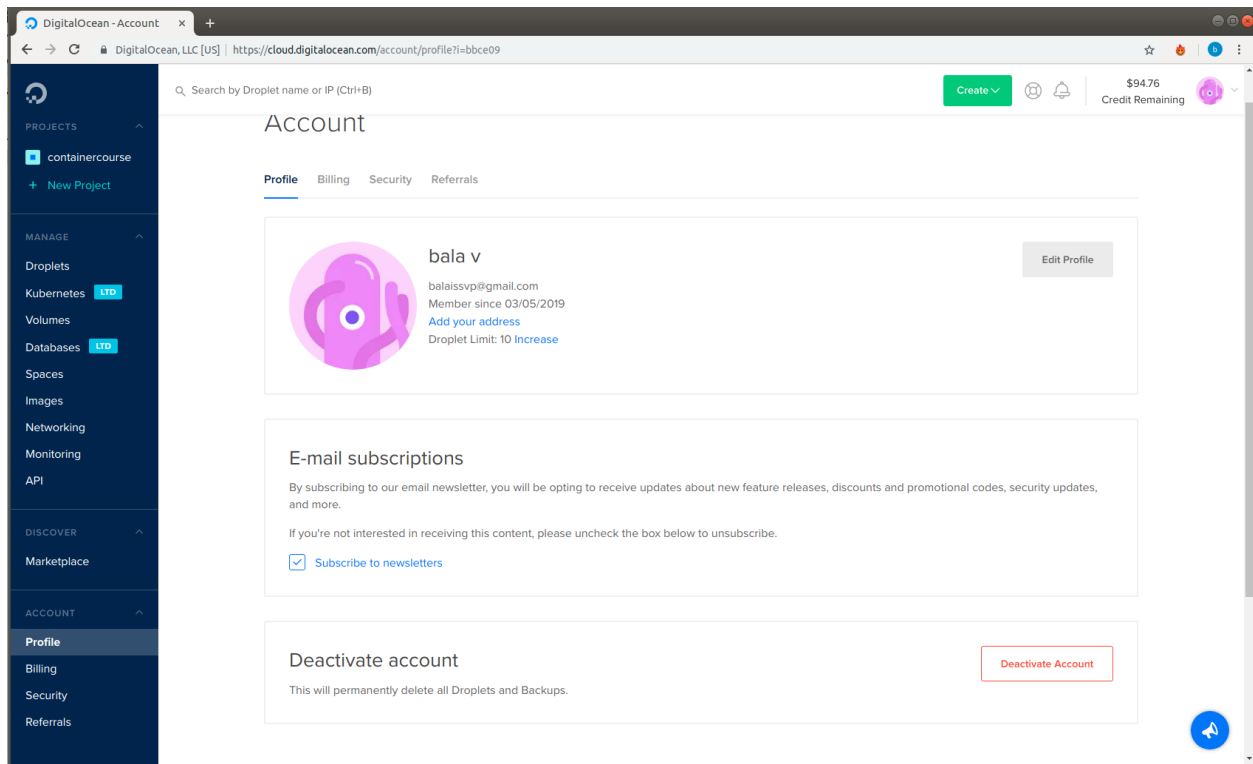 DigitalOcean - Account
DigitalOcean, LLC [US] | https://cloud.digitalocean.com/account/profile?i=bbce09
b
Search by Droplet name or IP (Ctrl+B)
Create
$94.76
Credit Remaining
PROJECTS
containercourse
+ New Project
MANAGE
Droplets
Kubernetes LTD
Volumes
Databases LTD
Spaces
Images
Networking
Monitoring
API
DISCOVER
Marketplace
ACCOUNT
Profile
Billing
Security
Referrals
Account
Profile Billing Security Referrals
bala v
balaissvp@gmail.com
Member since 03/05/2019
Add your address
Droplet Limit: 10 Increase
Edit Profile
E-mail subscriptions
By subscribing to our email newsletter, you will be opting to receive updates about new feature releases, discounts and promotional codes, security updates,
and more.
If you're not interested in receiving this content, please uncheck the box below to unsubscribe.
Subscribe to newsletters
Deactivate account
This will permanently delete all Droplets and Backups.
Deactivate Account